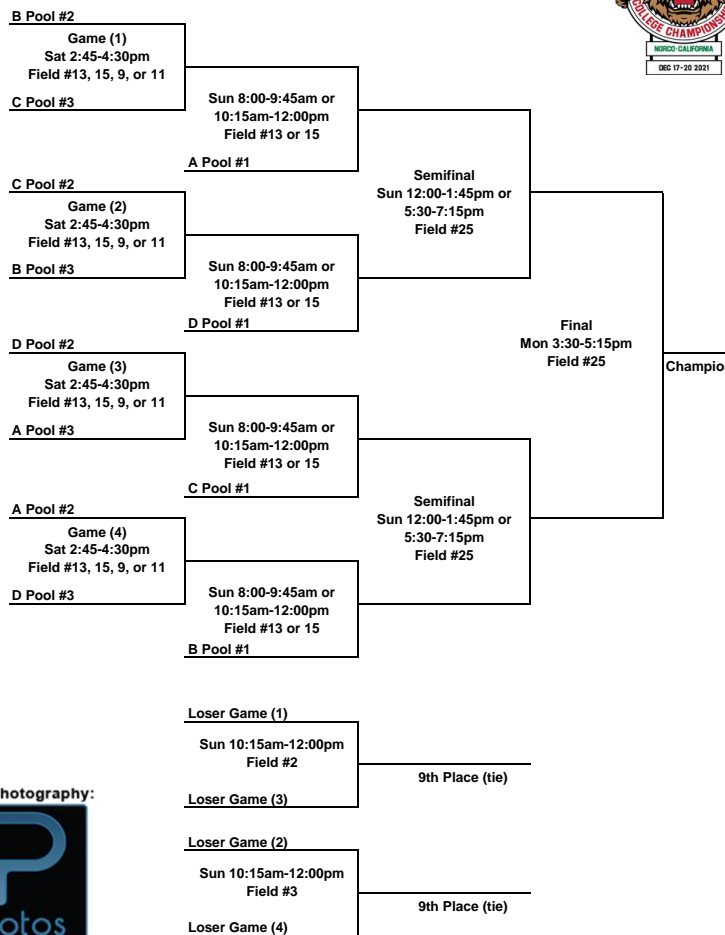 COLLEGE CHAMPIONS
NORCO-CALIFORNIA
DEC 17-20 2021
B Pool #2
Game (1)
Sat 2:45-4:30pm
Field #13, 15, 9, or 11
C Pool #3
Sun 8:00-9:45am or
10:15am-12:00pm
Field #13 or 15
A Pool #1
C Pool #2
Game (2)
Sat 2:45-4:30pm
Field #13, 15, 9, or 11
B Pool #3
Sun 8:00-9:45am or
10:15am-12:00pm
Field #13 or 15
D Pool #1
Semifinal
Sun 12:00-1:45pm or
5:30-7:15pm
Field #25
D Pool #2
Game (3)
Sat 2:45-4:30pm
Field #13, 15, 9, or 11
A Pool #3
Sun 8:00-9:45am or
10:15am-12:00pm
Field #13 or 15
C Pool #1
A Pool #2
Game (4)
Sat 2:45-4:30pm
Field #13, 15, 9, or 11
D Pool #3
Sun 8:00-9:45am or
10:15am-12:00pm
Field #13 or 15
B Pool #1
Semifinal
Sun 12:00-1:45pm or
5:30-7:15pm
Field #25
Final
Mon 3:30-5:15pm
Field #25
Champio
Loser Game (1)
Sun 10:15am-12:00pm
Field #2
Loser Game (3)
9th Place (tie)
Loser Game (2)
Sun 10:15am-12:00pm
Field #3
Loser Game (4)
9th Place (tie)
hotography:
P
otos